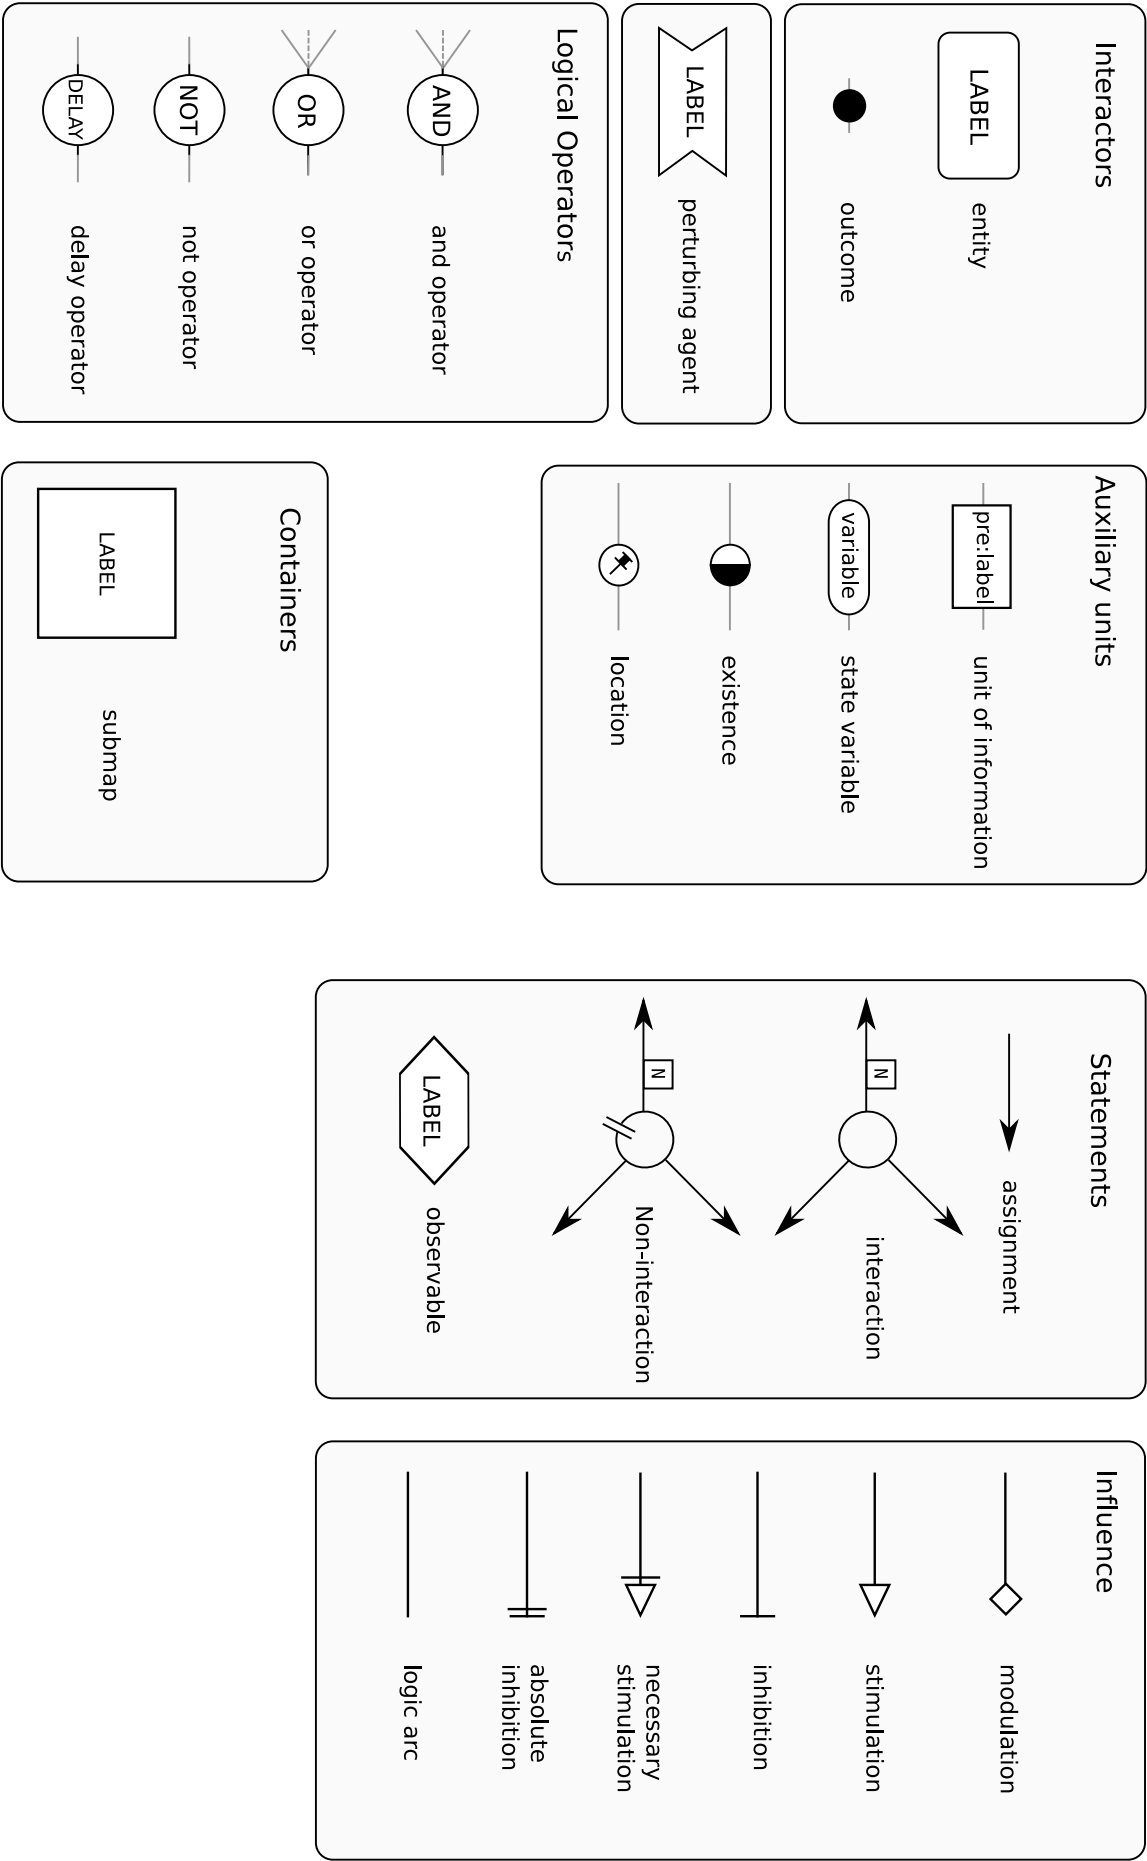 Interactors
LABEL
entity
outcome
LABEL
perturbing agent
Logical Operators
AND
and operator
OR
or operator
NOT
not operator
DELAY
delay operator
Auxiliary units
pre:label
unit of information
variable
state variable
existence
location
Containers
LABEL
submap
Statements
assignment
N
interaction
N
Non-interaction
LABEL
observable
Influence
modulation
stimulation
inhibition
necessary
stimulation
absolute
inhibition
logic arc